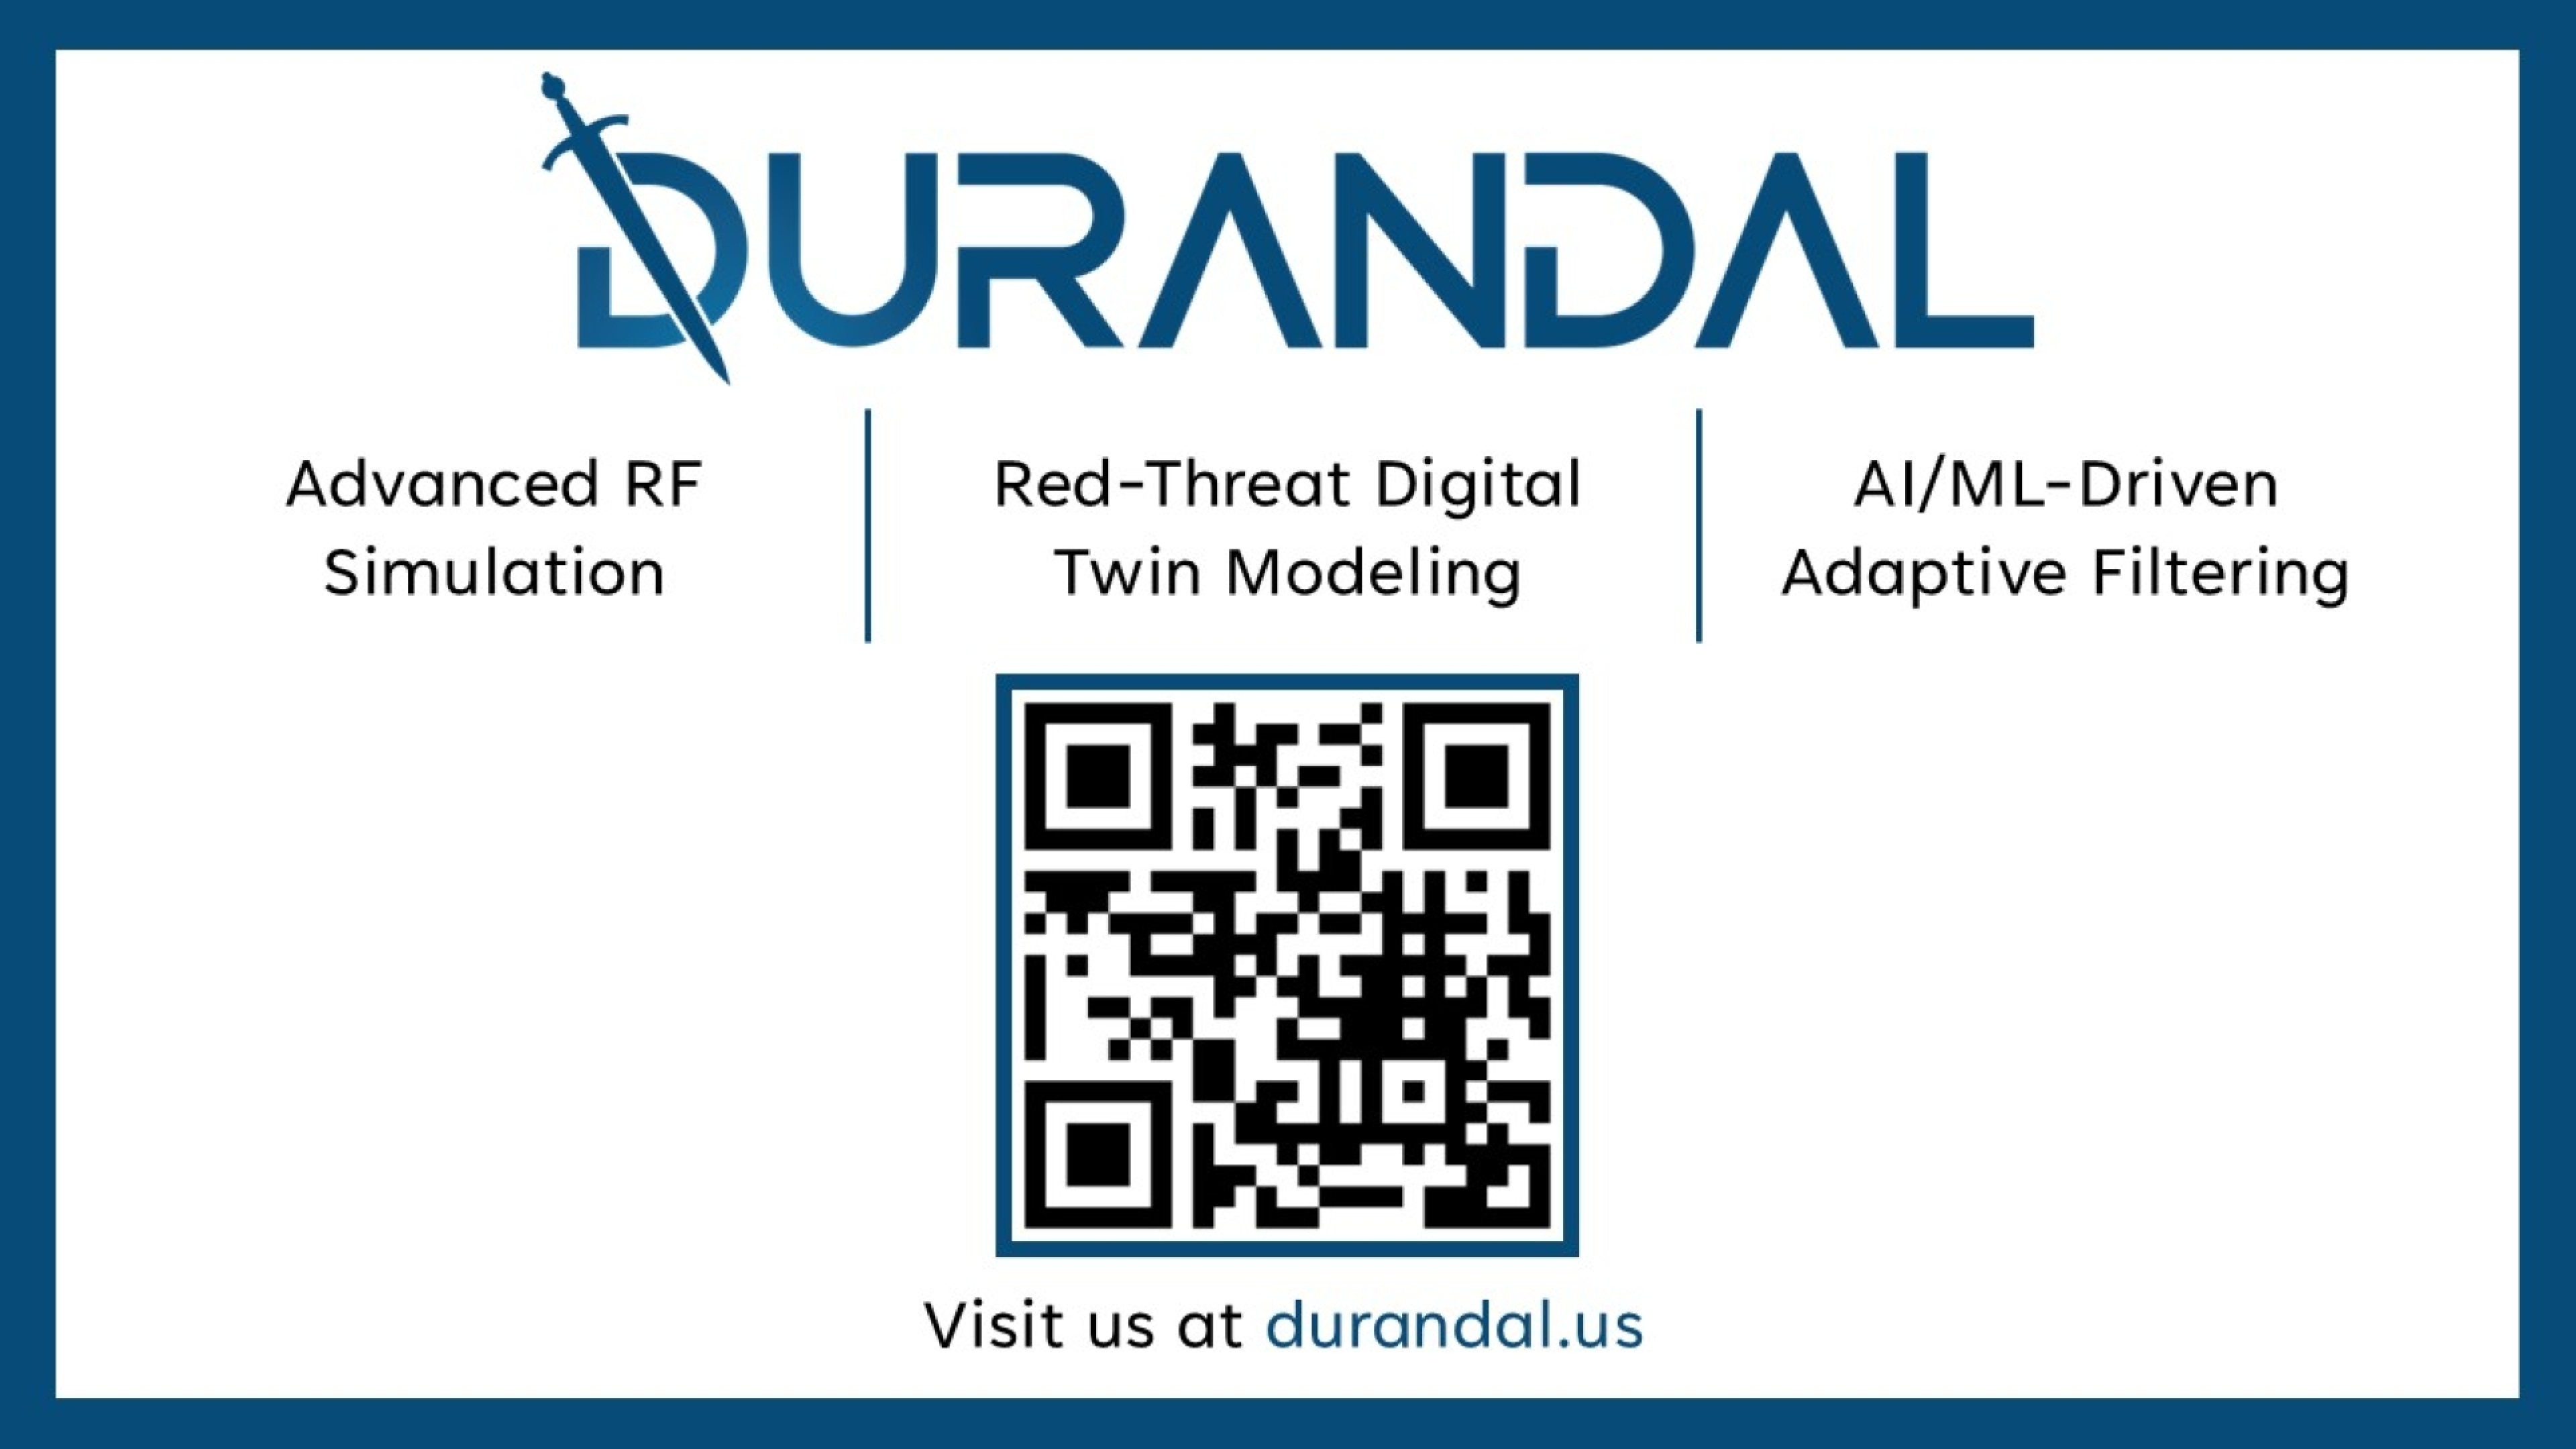 DURANDAL
Advanced RF
Simulation
Red-Threat Digital
Twin Modeling
AI/ML-Driven
Adaptive Filtering
Visit us at durandal.us